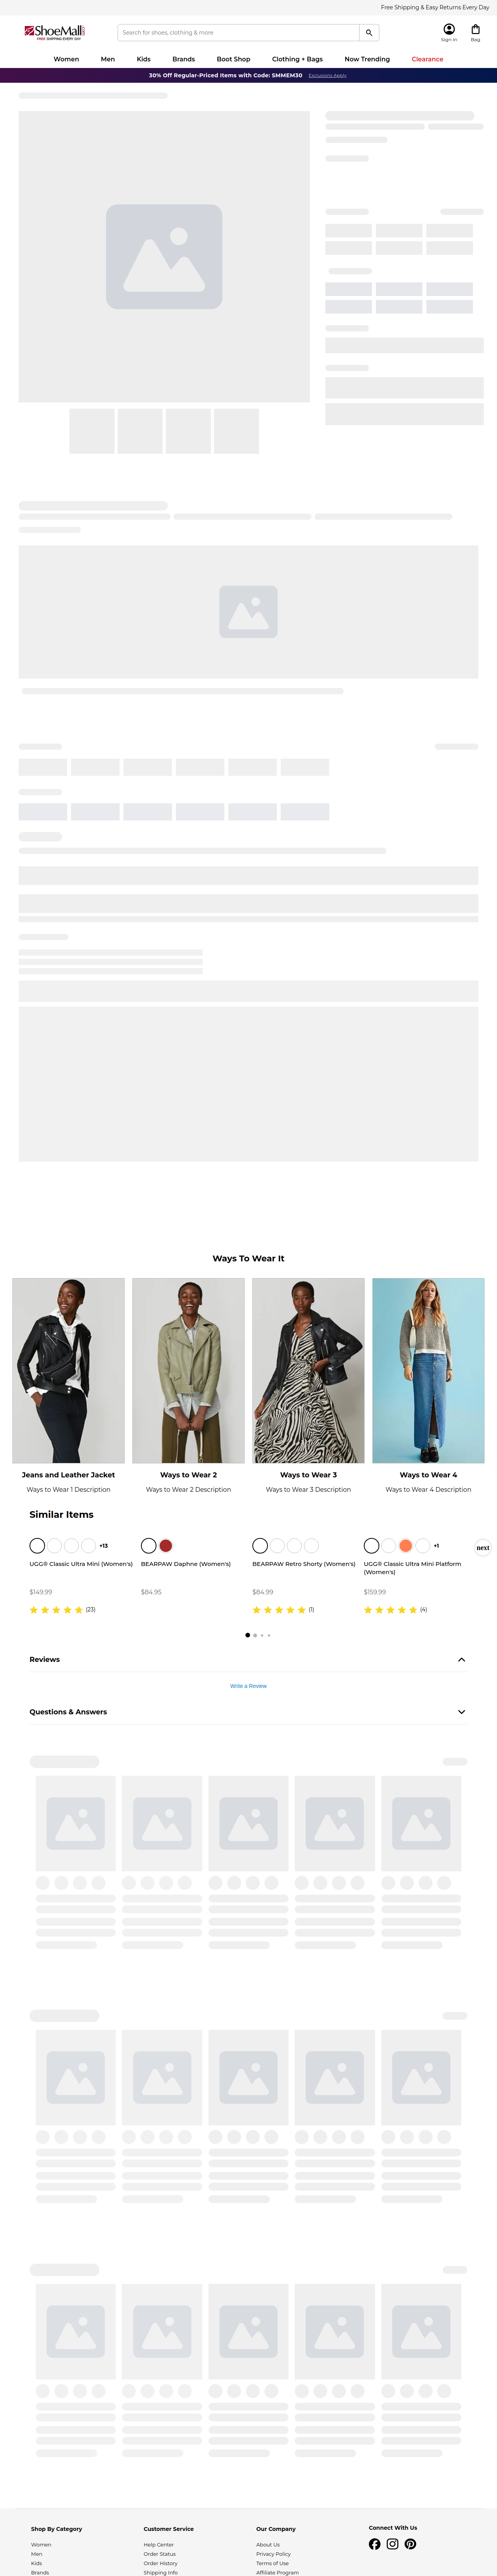 Free Shipping & Easy Returns Every Day
ShoeMall
FREE SHIPPING EVERY DAY
Search for shoes, clothing & more
Sign In
Bag
Women
Men
Kids
Brands
Boot Shop
Clothing + Bags
Now Trending
Clearance
30% Off Regular-Priced Items with Code: SMMEM30
Exclusions Apply
Ways To Wear It
Jeans and Leather Jacket
Ways to Wear 2
Ways to Wear 3
Ways to Wear 4
Ways to Wear 1 Description
Ways to Wear 2 Description
Ways to Wear 3 Description
Ways to Wear 4 Description
Similar Items
+13
+1
next
UGG® Classic Ultra Mini (Women's)
BEARPAW Daphne (Women's)
BEARPAW Retro Shorty (Women's)
UGG® Classic Ultra Mini Platform
(Women's)
$149.99
$84.95
$84.99
$159.99
(23)
(1)
(4)
Reviews
Write a Review
Questions & Answers
Shop By Category
Customer Service
Our Company
Connect With Us
Women
Help Center
About Us
Men
Order Status
Privacy Policy
Kids
Order History
Terms of Use
Brands
Shipping Info
Affiliate Program